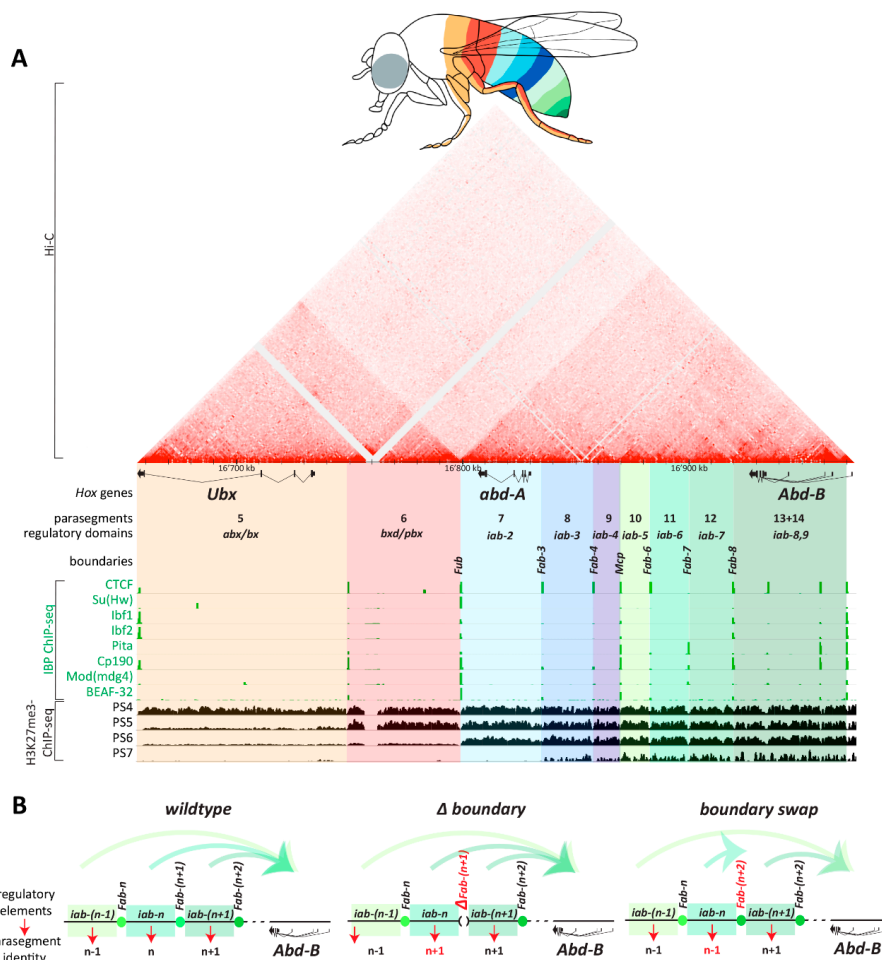 A
Hi-C
16'700 kb 16'800 kb 16'900 kb
Hox genes Ubx abd-A Abd-B
parasegments 5 6 7 8 9 10 11 12 13+14
regulatory domains abx/bx bxd/pbx iab-2 iab-3 iab-4 iab-5 iab-6 iab-7 iab-8,9
boundaries Fub Fab-3 Fab-4 Mcp Fab-6 Fab-7 Fab-8
IBP ChIP-seq
CTCF
Su(Hw)
Ibf1
Ibf2
Pita
Cp190
Mod(mdg4)
BEAF-32
H3K27me3-
ChIP-seq
PS4
PS5
PS6
PS7
B
wildtype Δ boundary boundary swap
regulatory
elements
parasegment
identity
Fab-n Fab-(n+1) Fab-(n+2)
iab-(n-1) iab-n iab-(n+1)
n-1 n n+1 Abd-B
Fab-n ΔFab-(n+1) Fab-(n+2)
iab-(n-1) iab-n ( ) iab-(n+1)
n-1 n+1 n+1 Abd-B
Fab-n Fab-(n+2) Fab-(n+2)
iab-(n-1) iab-n iab-(n+1)
n-1 n-1 n+1 Abd-B